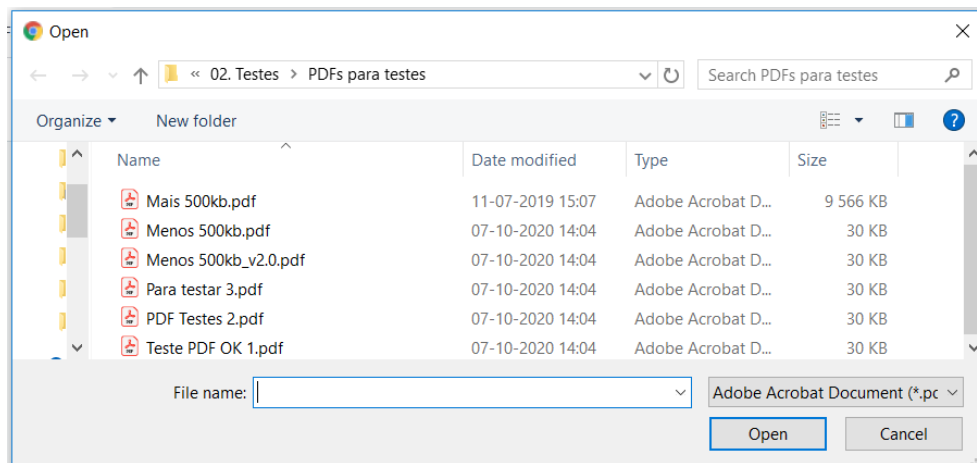 Open
« 02. Testes > PDFs para testes
Search PDFs para testes
Organize
New folder
?
Name
Date modified
Type
Size
Mais 500kb.pdf 11-07-2019 15:07 Adobe Acrobat D... 9 566 KB
Menos 500kb.pdf 07-10-2020 14:04 Adobe Acrobat D... 30 KB
Menos 500kb_v2.0.pdf 07-10-2020 14:04 Adobe Acrobat D... 30 KB
Para testar 3.pdf 07-10-2020 14:04 Adobe Acrobat D... 30 KB
PDF Testes 2.pdf 07-10-2020 14:04 Adobe Acrobat D... 30 KB
Teste PDF OK 1.pdf 07-10-2020 14:04 Adobe Acrobat D... 30 KB
File name:
Adobe Acrobat Document (*.pc
Open
Cancel